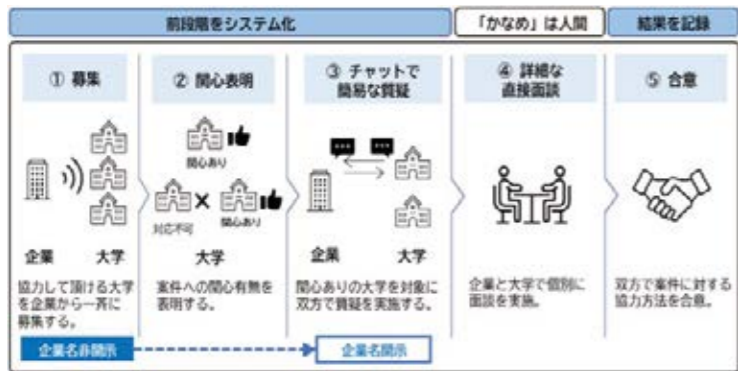 前段階をシステム化
「かなめ」は人間
結果を記録
① 募集
② 関心表明
③ チャットで
簡易な質疑
④ 詳細な
直接面談
⑤ 合意
関心あり
対応不可
関心あり
企業
大学
大学
企業
大学
協力して頂ける大学
を企業から一斉に
募集する。
案件への関心有無を
表明する。
関心ありの大学を対象に
双方で質疑を実施する。
企業と大学で個別に
面談を実施。
双方で案件に対する
協力方法を合意。
企業名非開示
企業名開示